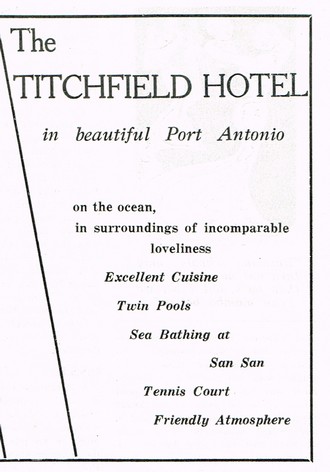 The
TITCHFIELD HOTEL
in beautiful Port Antonio
on the ocean,
in surroundings of incomparable
loveliness
Excellent Cuisine
Twin Pools
Sea Bathing at
San San
Tennis Court
Friendly Atmosphere